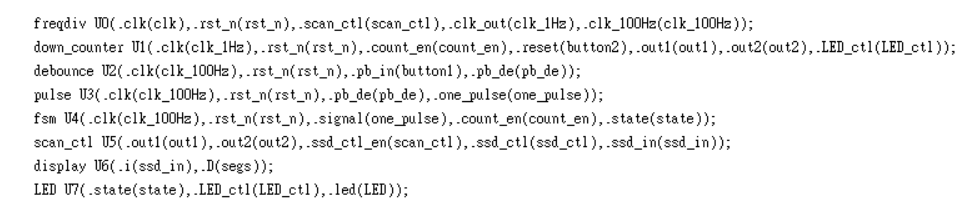 freqdiv U0(.clk(clk),.rst_n(rst_n),.scan_ctl(scan_ctl),.clk_out(clk_1Hz),.clk_100Hz(clk_100Hz));
down_counter U1(.clk(clk_1Hz),.rst_n(rst_n),.count_en(count_en),.reset(button2),.out1(out1),.out2(out2),.LED_ctl(LED_ctl));
debounce U2(.clk(clk_100Hz),.rst_n(rst_n),.pb_in(button1),.pb_de(pb_de));
pulse U3(.clk(clk_100Hz),.rst_n(rst_n),.pb_de(pb_de),.one_pulse(one_pulse));
fsm U4(.clk(clk_100Hz),.rst_n(rst_n),.signal(one_pulse),.count_en(count_en),.state(state));
scan_ctl U5(.out1(out1),.out2(out2),.ssd_ctl_en(scan_ctl),.ssd_ctl(ssd_ctl),.ssd_in(ssd_in));
display U6(.i(ssd_in),.D(segs));
LED U7(.state(state),.LED_ctl(LED_ctl),.led(LED));